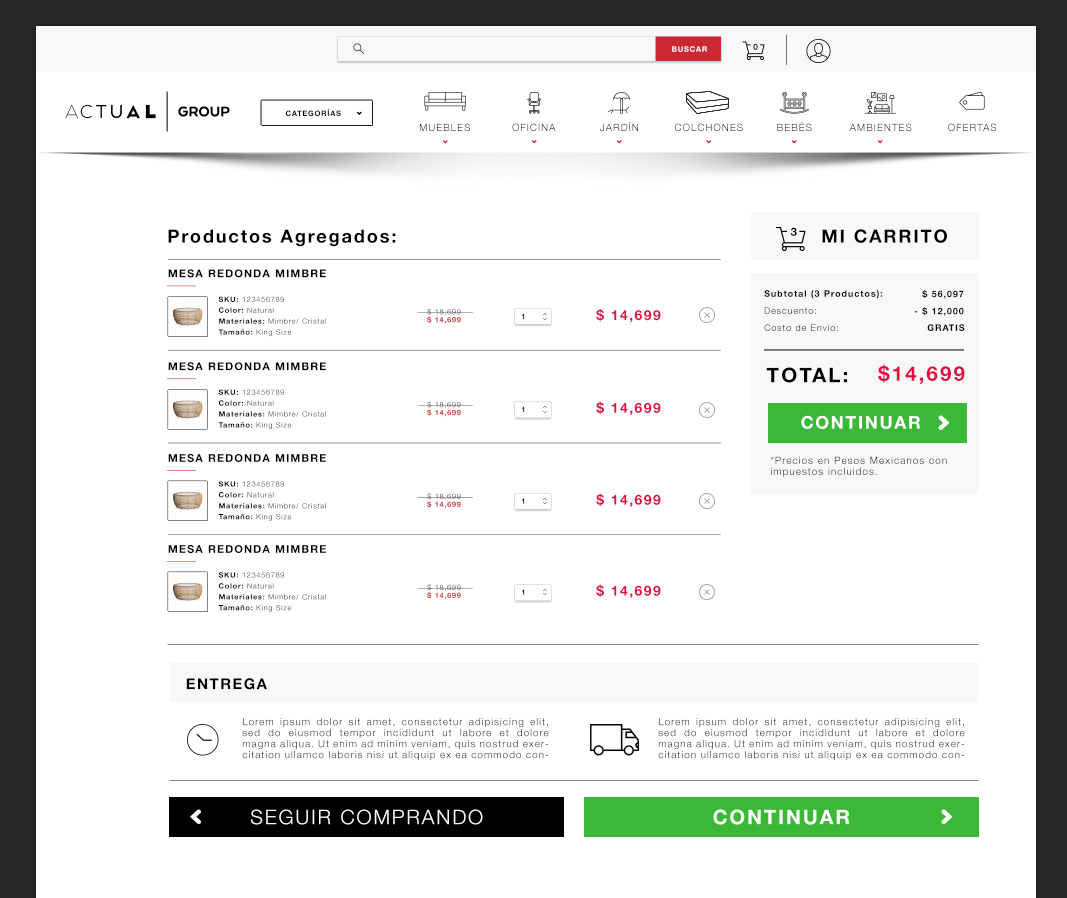 BUSCAR
0
ACTUAL GROUP
CATEGORÍAS
MUEBLES
OFICINA
JARDÍN
COLCHONES
BEBÉS
AMBIENTES
OFERTAS
Productos Agregados:
MESA REDONDA MIMBRE
SKU: 123456789
Color: Natural
Materiales: Mimbre/ Cristal
Tamaño: King Size
$ 18,699
$ 14,699
1
$ 14,699
MESA REDONDA MIMBRE
SKU: 123456789
Color: Natural
Materiales: Mimbre/ Cristal
Tamaño: King Size
$ 18,699
$ 14,699
1
$ 14,699
MESA REDONDA MIMBRE
SKU: 123456789
Color: Natural
Materiales: Mimbre/ Cristal
Tamaño: King Size
$ 18,699
$ 14,699
1
$ 14,699
MESA REDONDA MIMBRE
SKU: 123456789
Color: Natural
Materiales: Mimbre/ Cristal
Tamaño: King Size
$ 18,699
$ 14,699
1
$ 14,699
3
MI CARRITO
Subtotal (3 Productos): $ 56,097
Descuento: - $ 12,000
Costo de Envío: GRATIS
TOTAL: $14,699
CONTINUAR
*Precios en Pesos Mexicanos con
impuestos incluidos.
ENTREGA
Lorem ipsum dolor sit amet, consectetur adipisicing elit,
sed do eiusmod tempor incididunt ut labore et dolore
magna aliqua. Ut enim ad minim veniam, quis nostrud exer-
citation ullamco laboris nisi ut aliquip ex ea commodo con-
Lorem ipsum dolor sit amet, consectetur adipisicing elit,
sed do eiusmod tempor incididunt ut labore et dolore
magna aliqua. Ut enim ad minim veniam, quis nostrud exer-
citation ullamco laboris nisi ut aliquip ex ea commodo con-
SEGUIR COMPRANDO
CONTINUAR